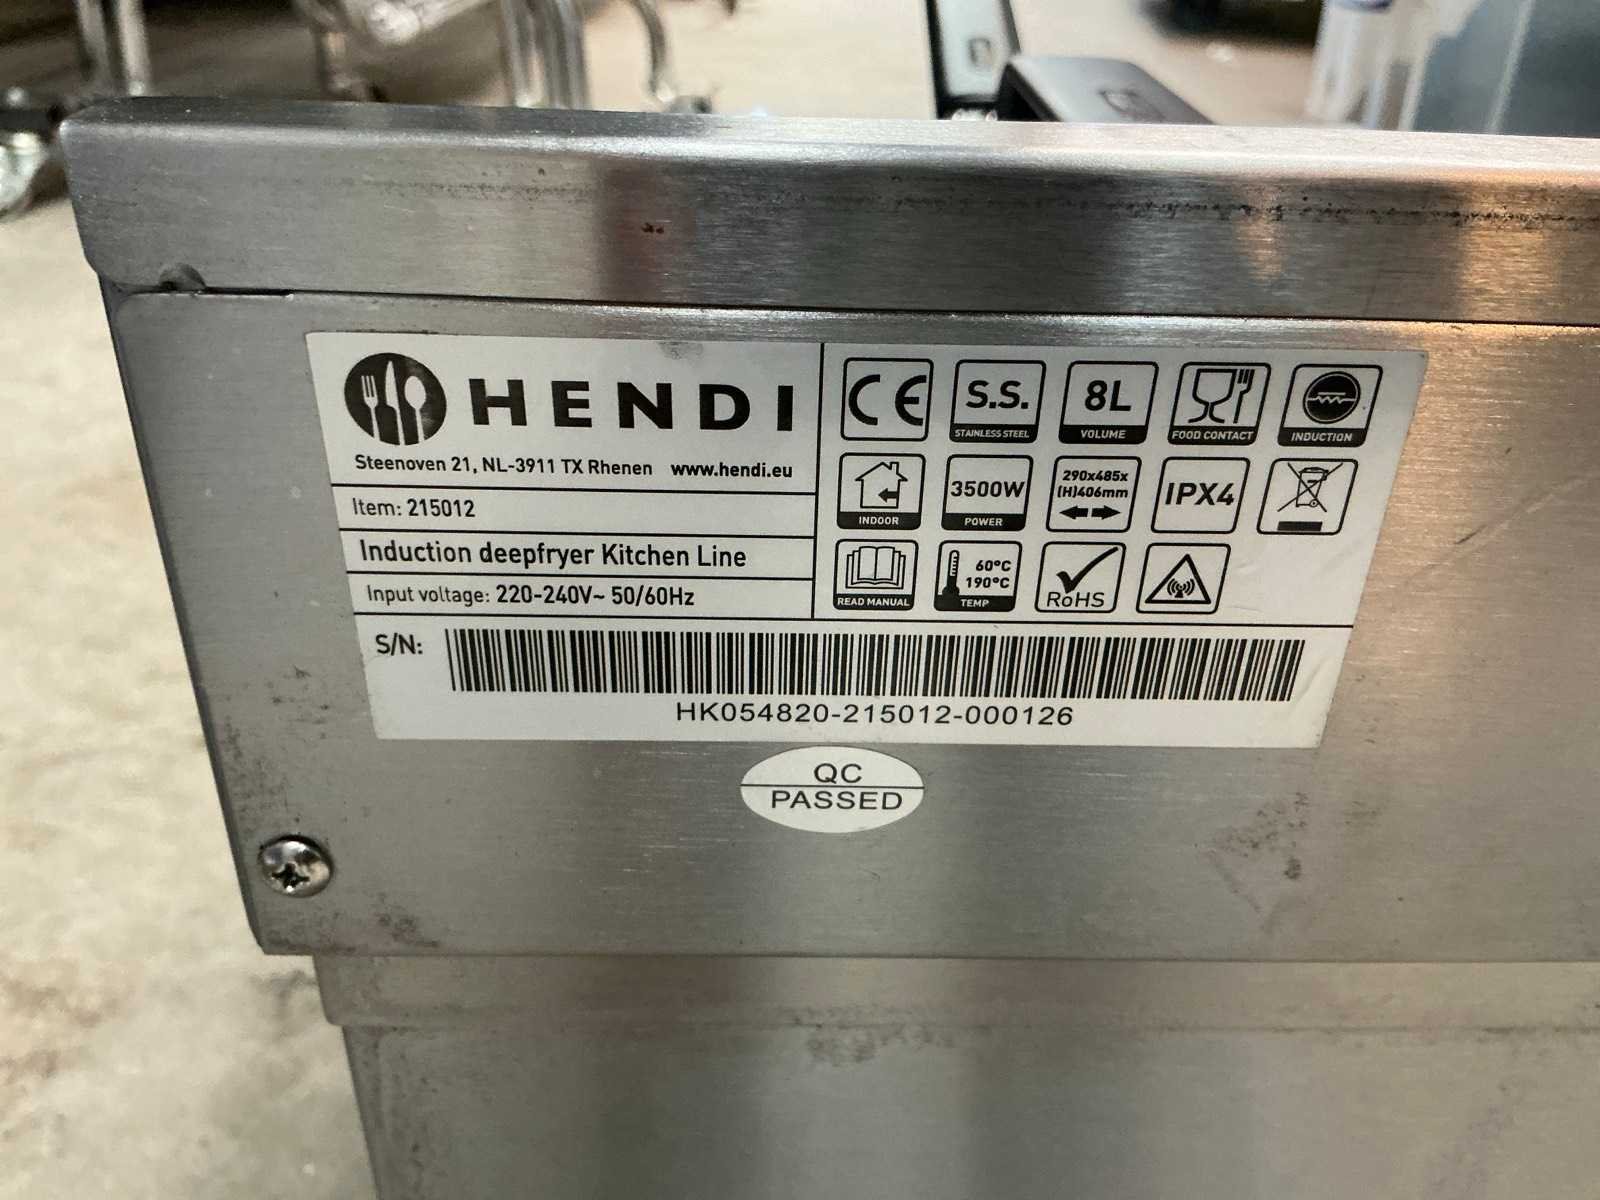 HENDI
Steenoven 21, NL-3911 TX Rhenen www.hendi.eu
Item: 215012
Induction deepfryer Kitchen Line
Input voltage: 220-240V~ 50/60Hz
CE
S.S.
STAINLESS STEEL
8L
VOLUME
FOOD CONTACT
INDUCTION
INDOOR
3500W
POWER
290x485x
(H)406mm
IPX4
READ MANUAL
60°C
190°C
TEMP
RoHS
S/N:
HK054820-215012-000126
QC
PASSED